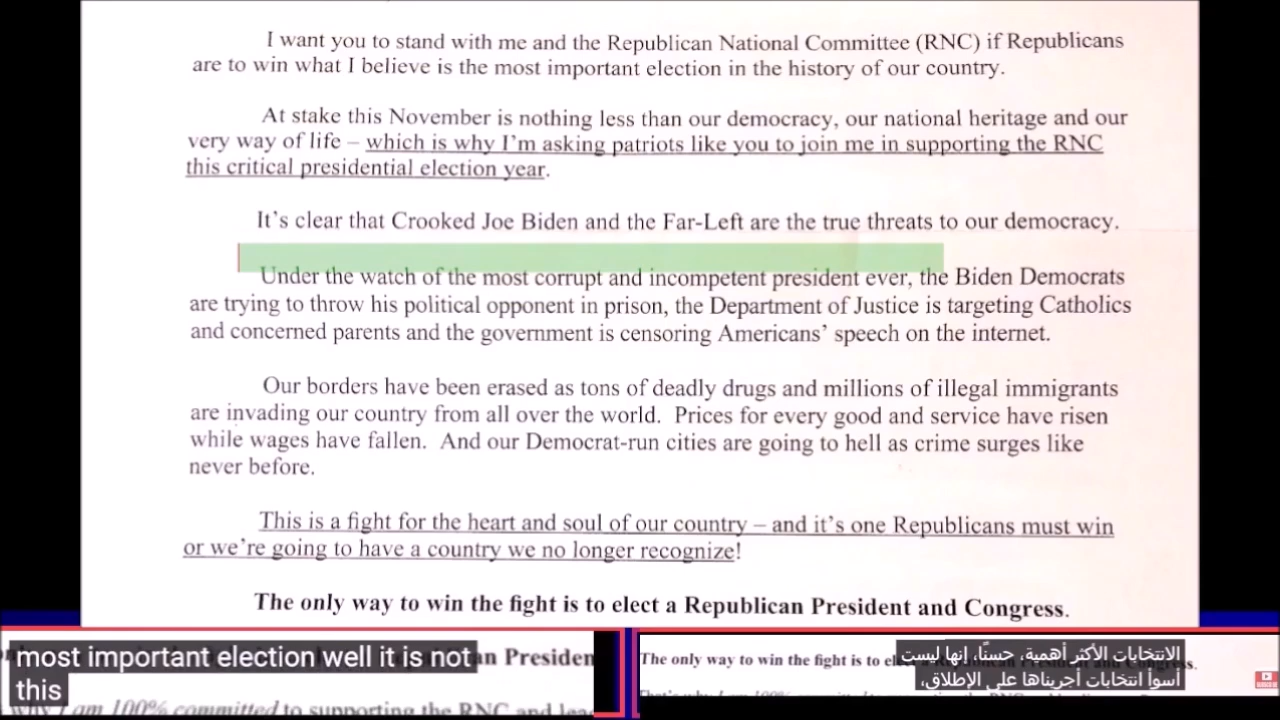 I want you to stand with me and the Republican National Committee (RNC) if Republicans
are to win what I believe is the most important election in the history of our country.
At stake this November is nothing less than our democracy, our national heritage and our
very way of life – which is why I'm asking patriots like you to join me in supporting the RNC
this critical presidential election year.
It's clear that Crooked Joe Biden and the Far-Left are the true threats to our democracy.
Under the watch of the most corrupt and incompetent president ever, the Biden Democrats
are trying to throw his political opponent in prison, the Department of Justice is targeting Catholics
and concerned parents and the government is censoring Americans' speech on the internet.
Our borders have been erased as tons of deadly drugs and millions of illegal immigrants
are invading our country from all over the world. Prices for every good and service have risen
while wages have fallen. And our Democrat-run cities are going to hell as crime surges like
never before.
This is a fight for the heart and soul of our country – and it's one Republicans must win
or we're going to have a country we no longer recognize!
The only way to win the fight is to elect a Republican President and Congress.
most important election well it is not
this
an Presiden
I am 100% committed to supporting the RNC and
The only way to win the fight is to
الانتخابات الأكثر أهمية، حسنًا، إنها ليست
أسوأ انتخابات أجريناها على الإطلاق،